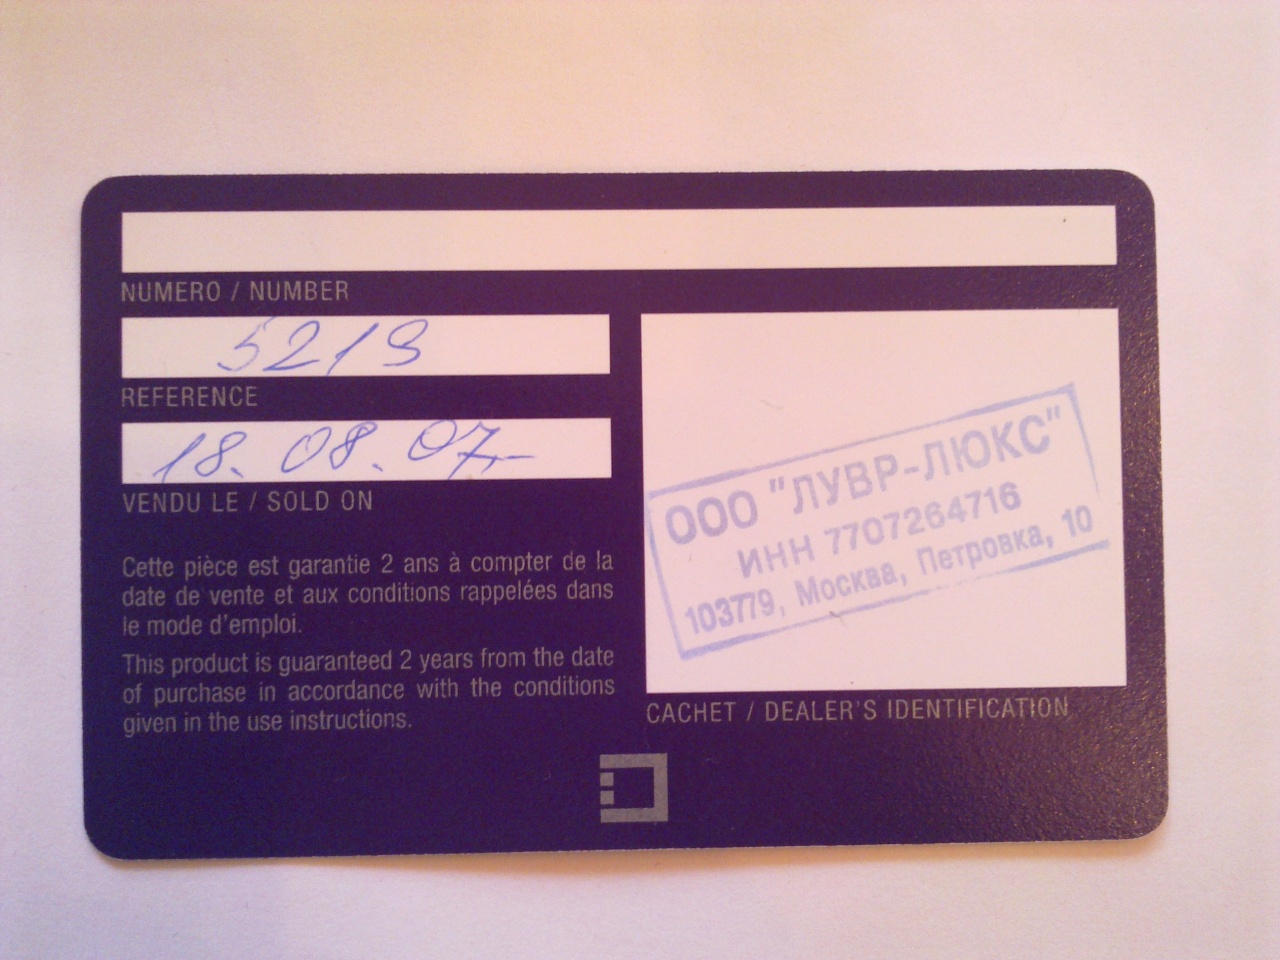 NUMERO / NUMBER
5219
REFERENCE
18.08.07
VENDU LE / SOLD ON
Cette pièce est garantie 2 ans à compter de la
date de vente et aux conditions rappelées dans
le mode d'emploi.
This product is guaranteed 2 years from the date
of purchase in accordance with the conditions
given in the use instructions.
ООО "ЛУВР-ЛЮКС"
ИНН 7707264716
103779, Москва, Петровка, 10
CACHET / DEALER'S IDENTIFICATION